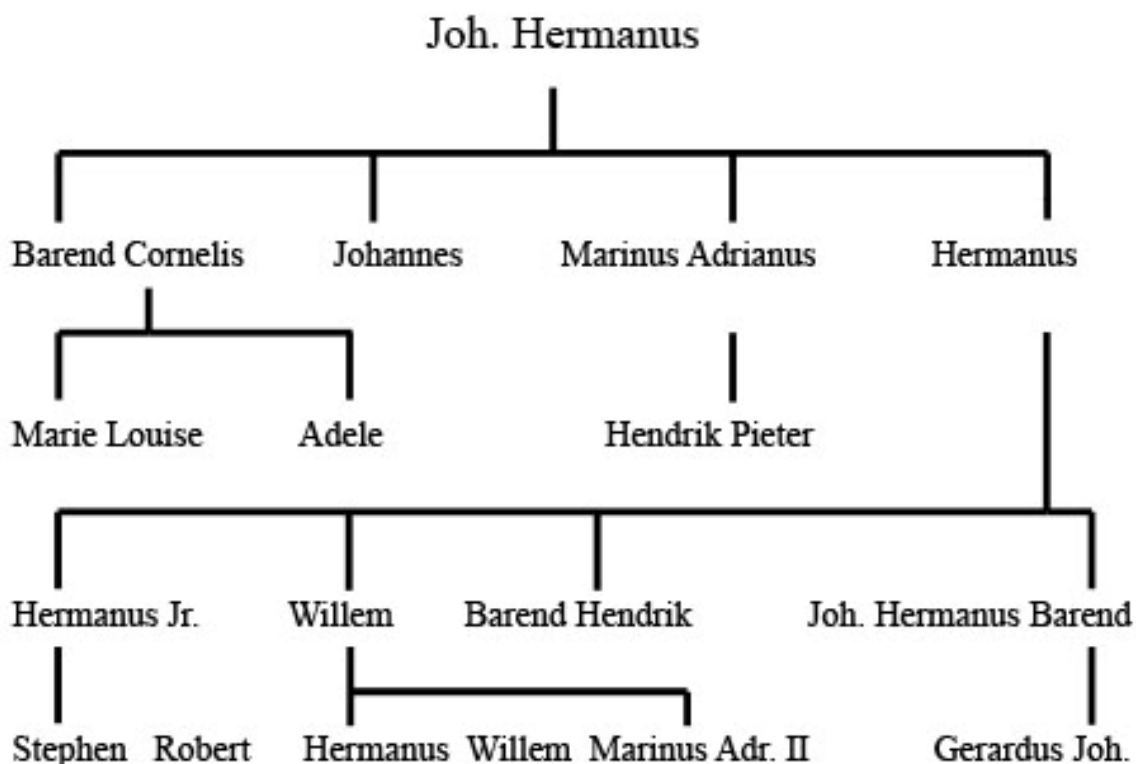 Joh. Hermanus
Barend Cornelis Johannes Marinus Adrianus Hermanus
Marie Louise Adele Hendrik Pieter
Hermanus Jr. Willem Barend Hendrik Joh. Hermanus Barend
Stephen Robert Hermanus Willem Marinus Adr. II Gerardus Joh.